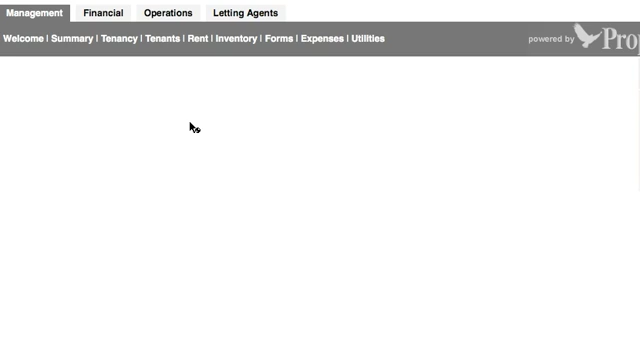 Management Financial Operations Letting Agents
Welcome | Summary | Tenancy | Tenants | Rent | Inventory | Forms | Expenses | Utilities
powered by